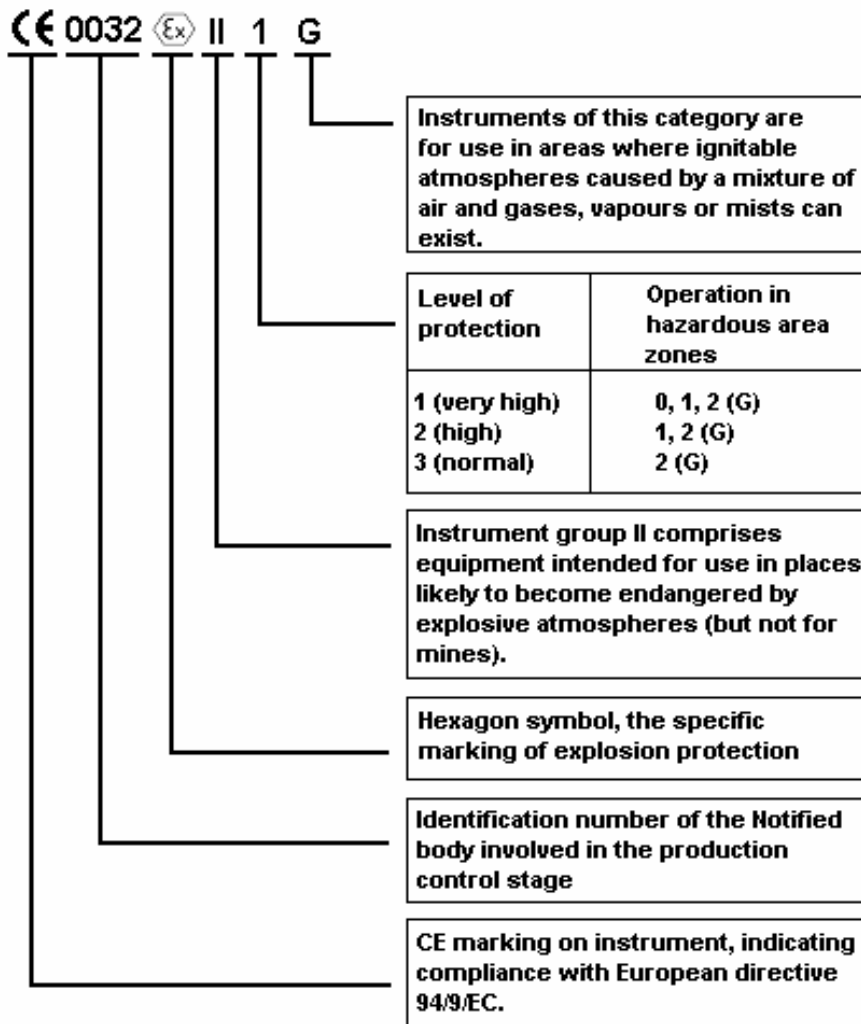 CE 0032 Ex II 1 G
Instruments of this category are
for use in areas where ignitable
atmospheres caused by a mixture of
air and gases, vapours or mists can
exist.
Level of
protection
Operation in
hazardous area
zones
1 (very high) 0, 1, 2 (G)
2 (high) 1, 2 (G)
3 (normal) 2 (G)
Instrument group II comprises
equipment intended for use in places
likely to become endangered by
explosive atmospheres (but not for
mines).
Hexagon symbol, the specific
marking of explosion protection
Identification number of the Notified
body involved in the production
control stage
CE marking on instrument, indicating
compliance with European directive
94/9/EC.